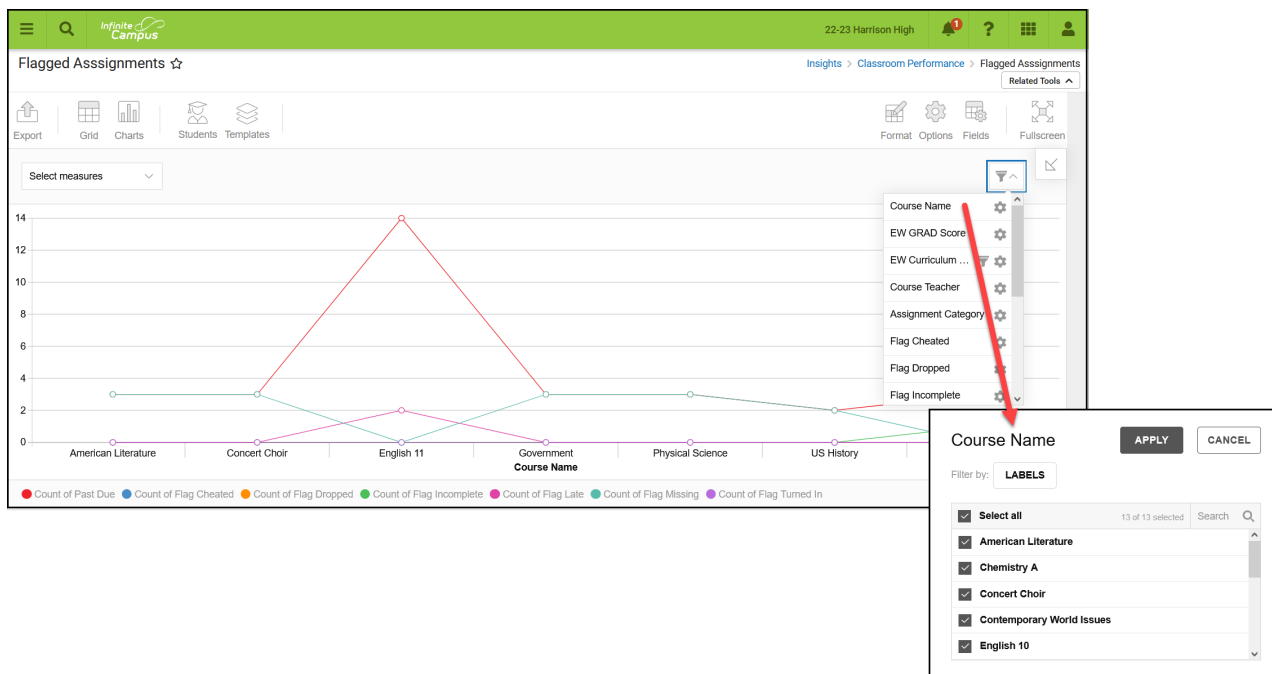 Infinite
Campus
22-23 Harrison High
1
?
Flagged Asssignments
Insights > Classroom Performance > Flagged Asssignments
Related Tools
Export
Grid
Charts
Students
Templates
Format
Options
Fields
Fullscreen
Select measures
Course Name
EW GRAD Score
EW Curriculum ...
Course Teacher
Assignment Category
Flag Cheated
Flag Dropped
Flag Incomplete
14
12
10
8
6
4
2
0
American Literature
Concert Choir
English 11
Government
Physical Science
US History
Course Name
Count of Past Due
Count of Flag Cheated
Count of Flag Dropped
Count of Flag Incomplete
Count of Flag Late
Count of Flag Missing
Count of Flag Turned In
Course Name
APPLY
CANCEL
Filter by: LABELS
Select all
13 of 13 selected
Search
American Literature
Chemistry A
Concert Choir
Contemporary World Issues
English 10